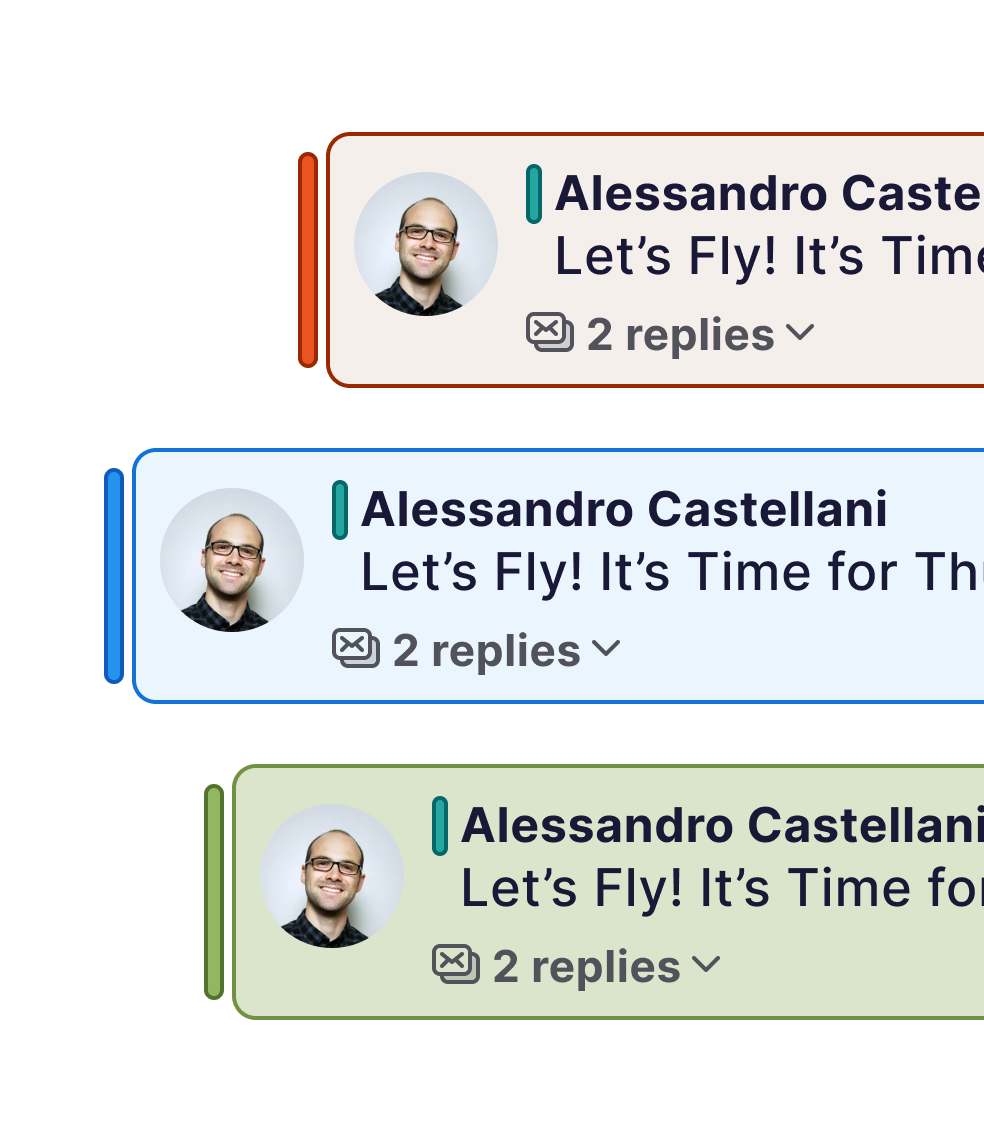 Alessandro Caste
Let’s Fly! It’s Time
2 replies
Alessandro Castellani
Let’s Fly! It’s Time for Thu
2 replies
Alessandro Castellani
Let’s Fly! It’s Time for
2 replies